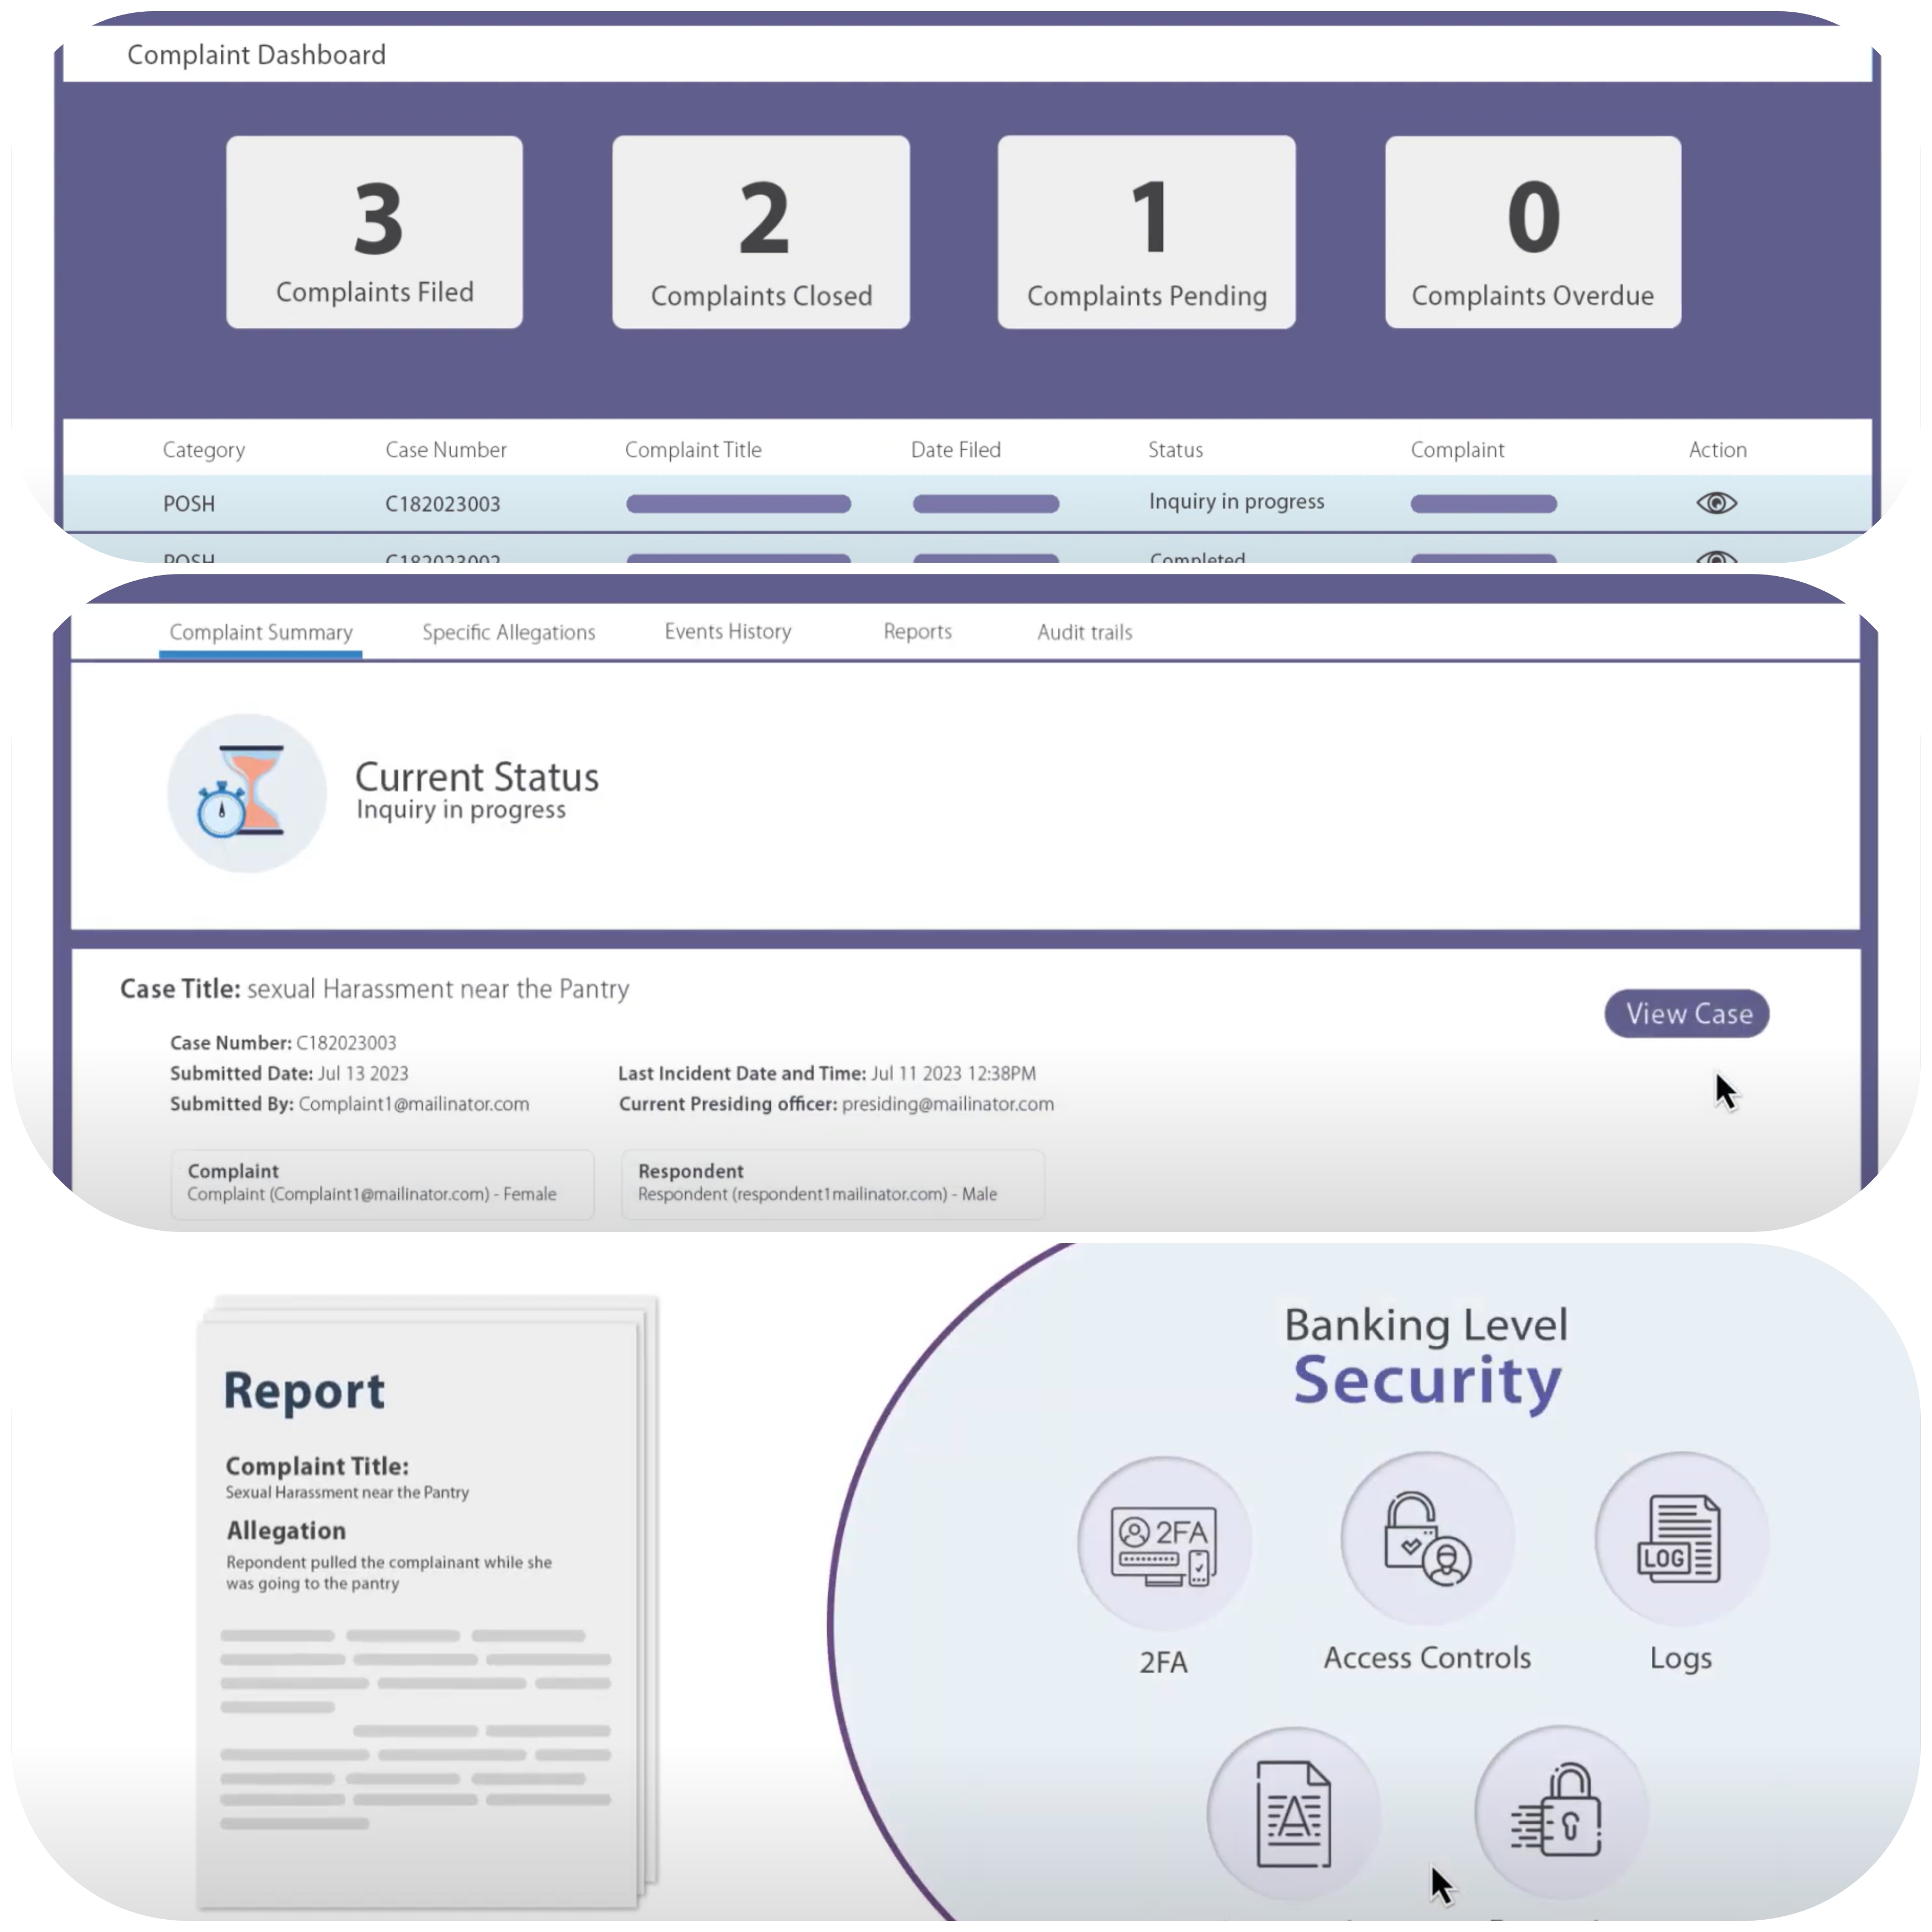 Complaint Dashboard
3
Complaints Filed
2
Complaints Closed
1
Complaints Pending
0
Complaints Overdue
Category Case Number Complaint Title Date Filed Status Complaint Action
POSH C182023003 Inquiry in progress
POSH C182023002 Completed
Complaint Summary Specific Allegations Events History Reports Audit trails
Current Status
Inquiry in progress
Case Title: sexual Harassment near the Pantry
View Case
Case Number: C182023003
Submitted Date: Jul 13 2023 Last Incident Date and Time: Jul 11 2023 12:38PM
Submitted By: Complaint1@mailinator.com Current Presiding officer: presiding@mailinator.com
Complaint
Complaint (Complaint1@mailinator.com) - Female
Respondent
Respondent (respondent1mailinator.com) - Male
Report
Complaint Title:
Sexual Harassment near the Pantry
Allegation
Repondent pulled the complainant while she
was going to the pantry
Banking Level
Security
2FA
2FA
Access Controls
LOG
Logs
A